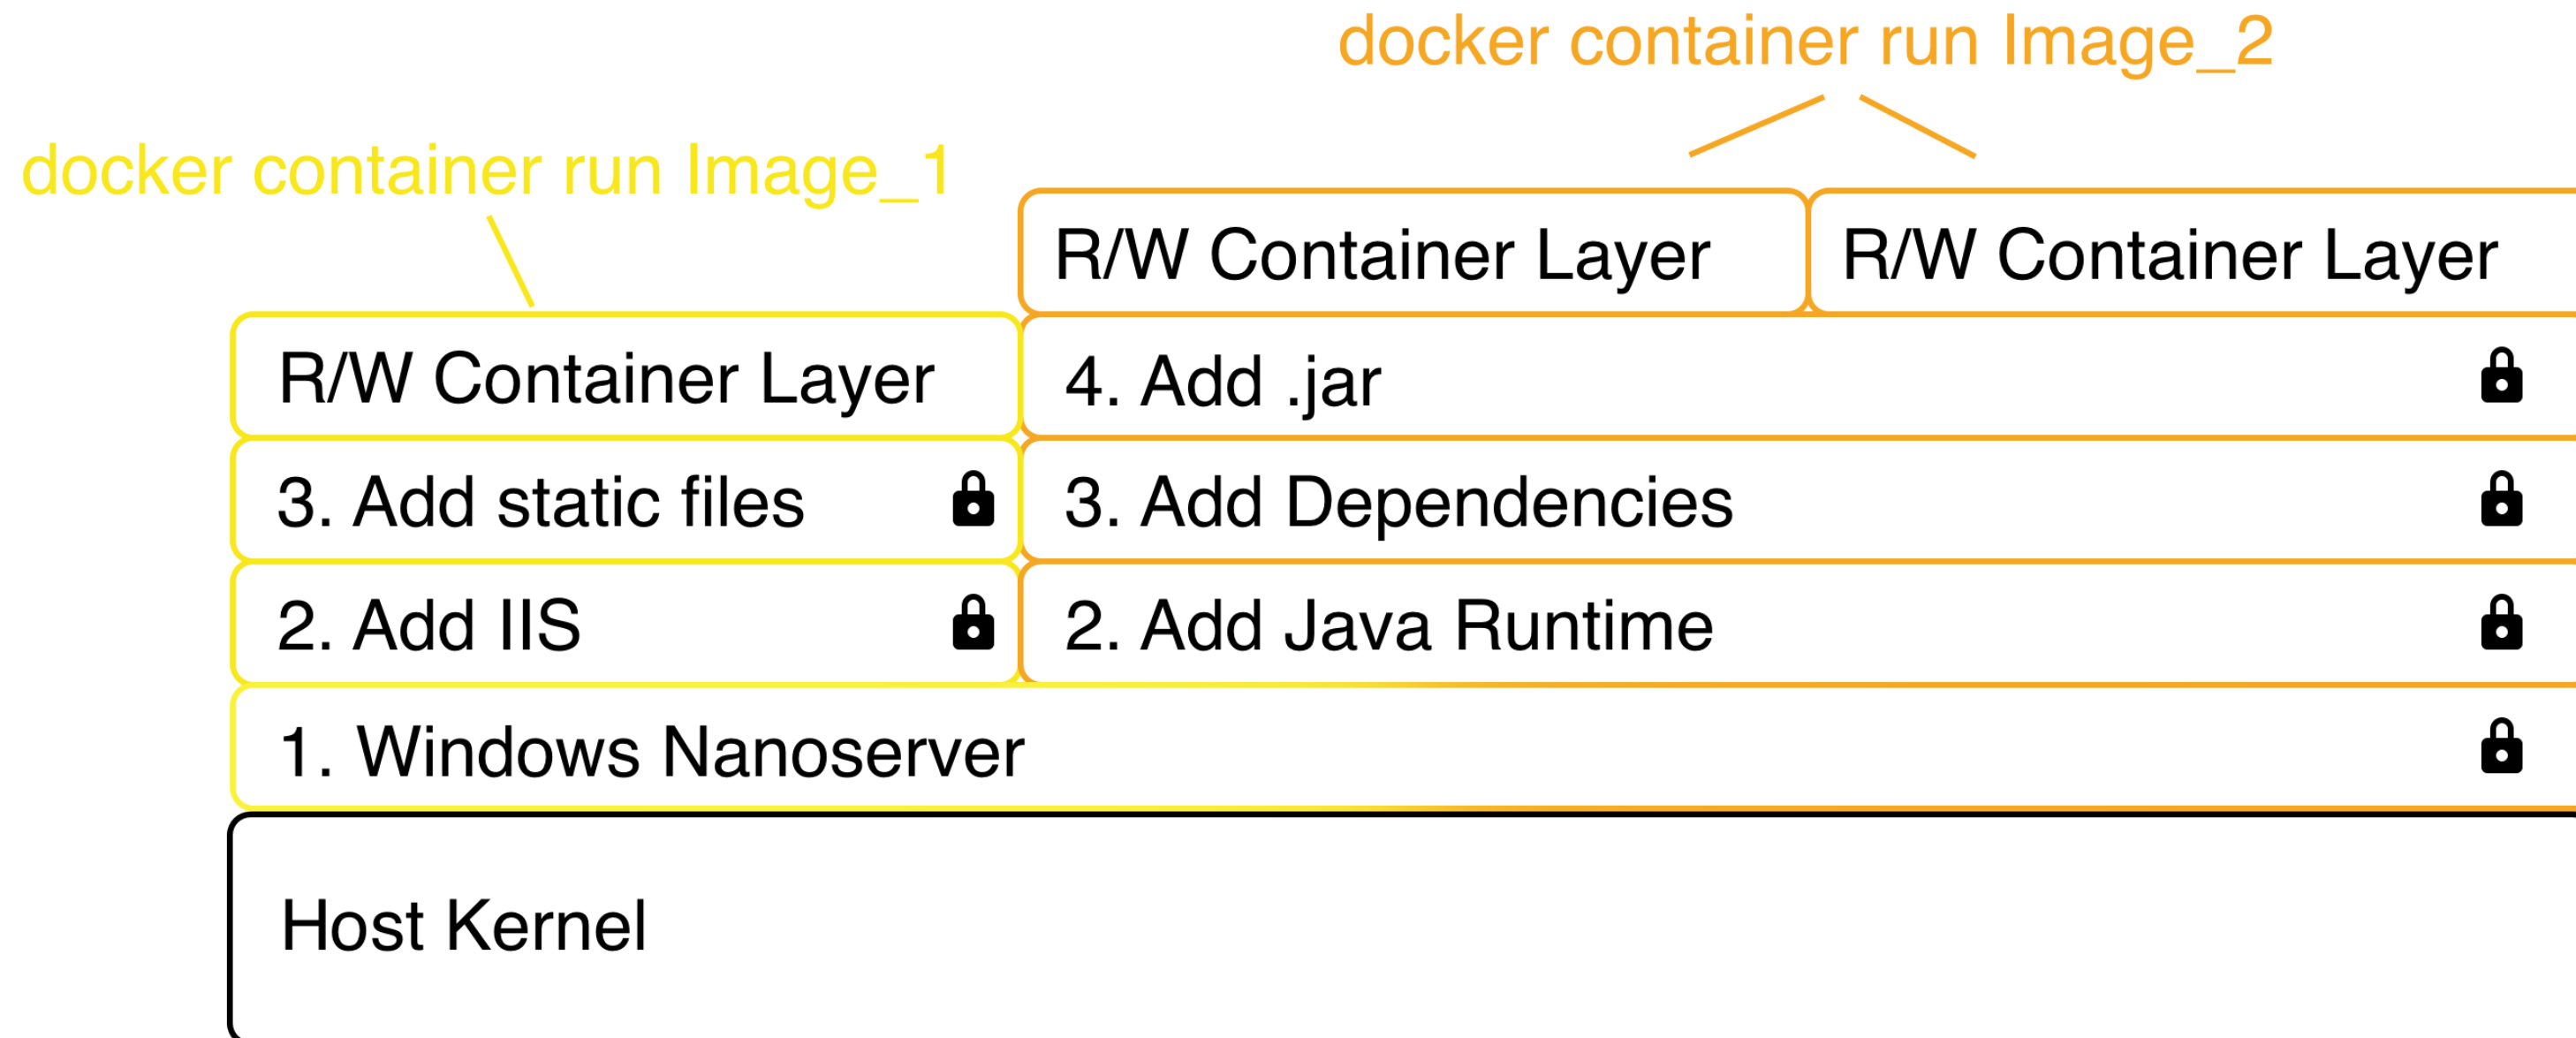 docker container run Image_2
docker container run Image_1
R/W Container Layer
R/W Container Layer
R/W Container Layer
4. Add .jar
3. Add static files
3. Add Dependencies
2. Add IIS
2. Add Java Runtime
1. Windows Nanoserver
Host Kernel